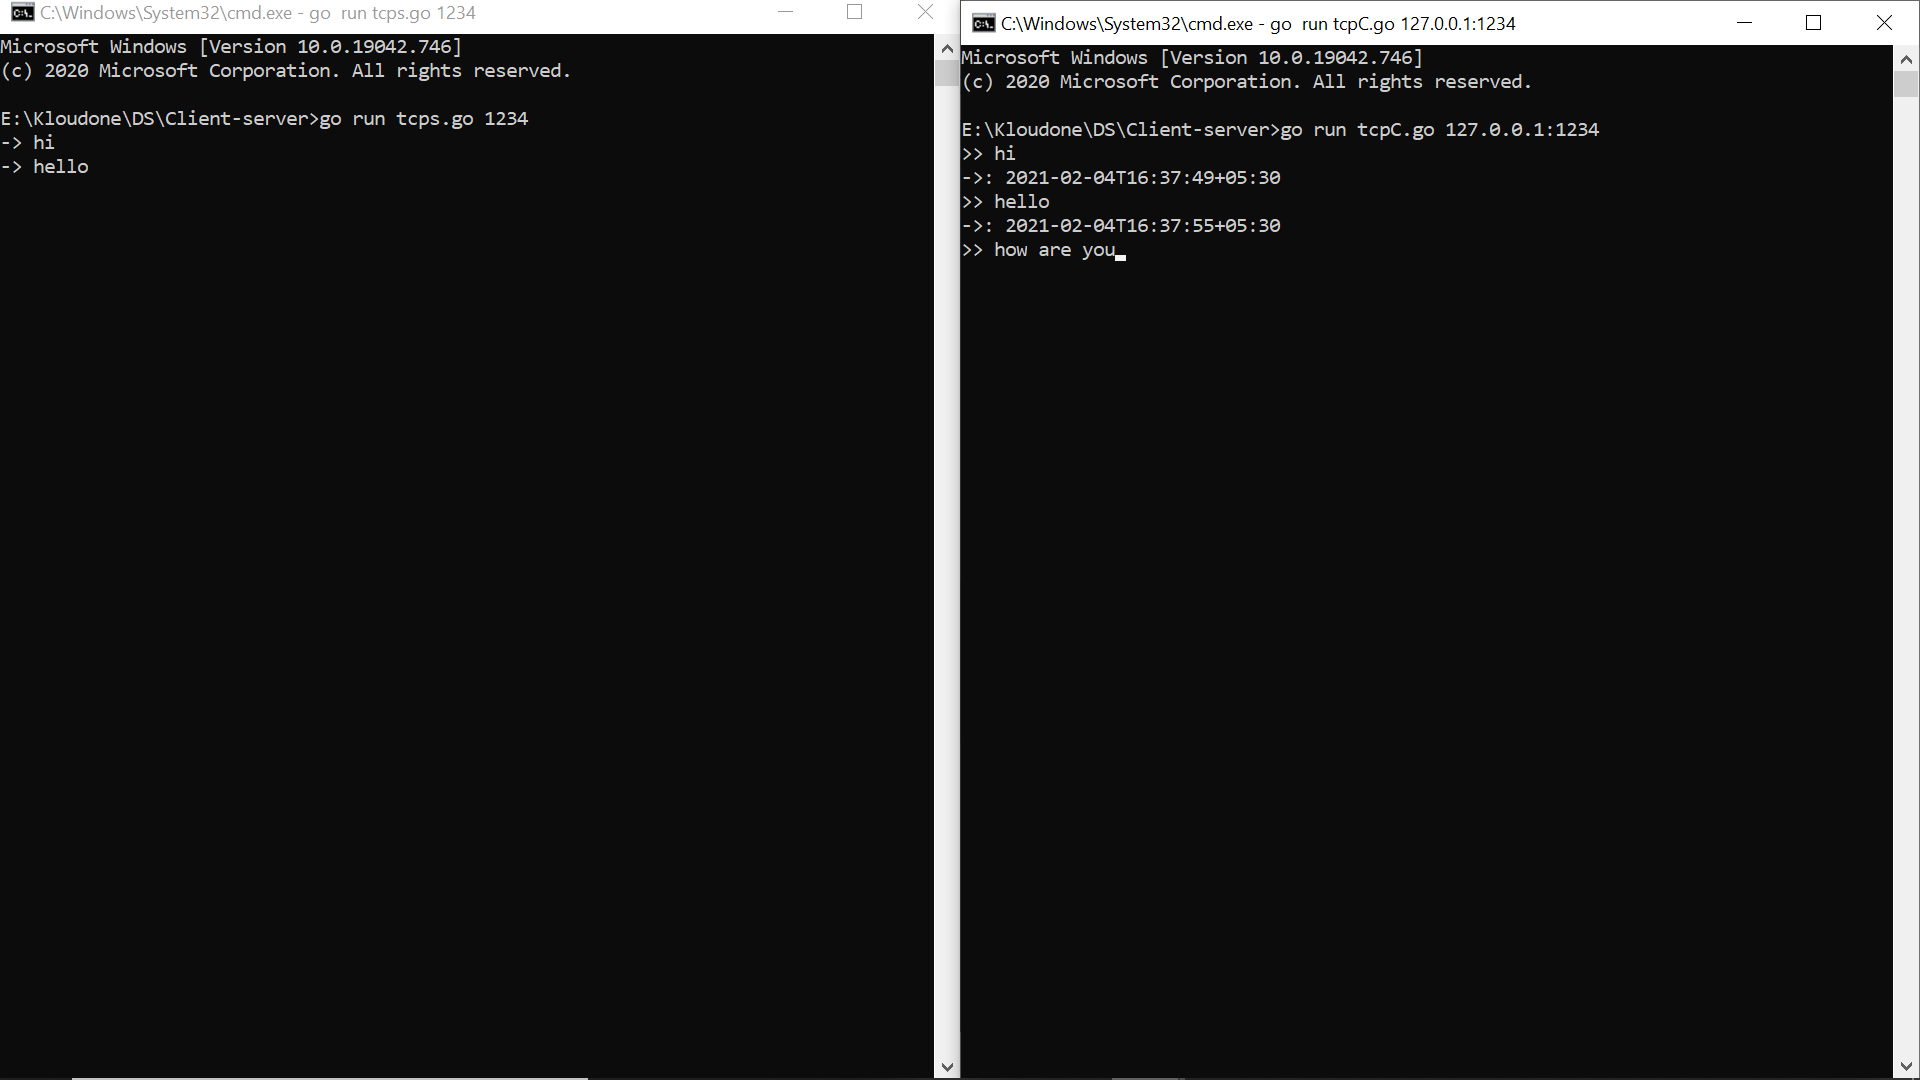 C:\Windows\System32\cmd.exe - go  run tcps.go 1234
Microsoft Windows [Version 10.0.19042.746]
(c) 2020 Microsoft Corporation. All rights reserved.
E:\Kloudone\DS\Client-server>go run tcps.go 1234
-> hi
-> hello
C:\Windows\System32\cmd.exe - go  run tcpC.go 127.0.0.1:1234
Microsoft Windows [Version 10.0.19042.746]
(c) 2020 Microsoft Corporation. All rights reserved.
E:\Kloudone\DS\Client-server>go run tcpC.go 127.0.0.1:1234
>> hi
->: 2021-02-04T16:37:49+05:30
>> hello
->: 2021-02-04T16:37:55+05:30
>> how are you